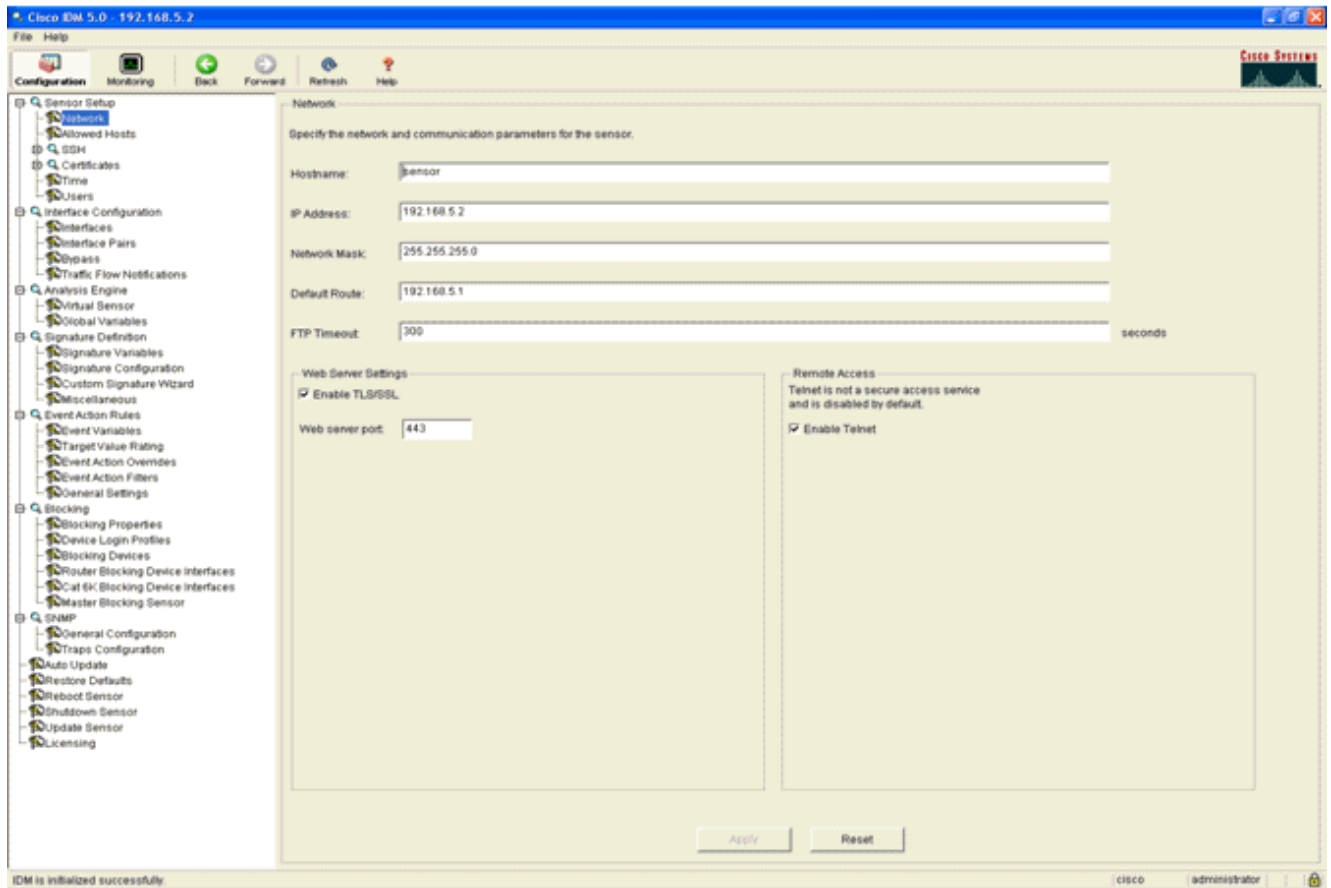 Cisco IDM 5.0 - 192.168.5.2
File Help
Configuration Monitoring Back Forward Refresh Help
CISCO SYSTEMS
Sensor Setup
Network
Allowed Hosts
SSH
Certificates
Time
Users
Interface Configuration
Interfaces
Interface Pairs
Bypass
Traffic Flow Notifications
Analysis Engine
Virtual Sensor
Global Variables
Signature Definition
Signature Variables
Signature Configuration
Custom Signature Wizard
Miscellaneous
Event Action Rules
Event Variables
Target Value Rating
Event Action Overrides
Event Action Filters
General Settings
Blocking
Blocking Properties
Device Login Profiles
Blocking Devices
Router Blocking Device Interfaces
Cat 6K Blocking Device Interfaces
Master Blocking Sensor
SNMP
General Configuration
Traps Configuration
Auto Update
Restore Defaults
Reboot Sensor
Shutdown Sensor
Update Sensor
Licensing
Network
Specify the network and communication parameters for the sensor.
Hostname: sensor
IP Address: 192.168.5.2
Network Mask: 255.255.255.0
Default Route: 192.168.5.1
FTP Timeout: 300 seconds
Web Server Settings
Enable TLS/SSL
Web server port: 443
Remote Access
Telnet is not a secure access service
and is disabled by default.
Enable Telnet
Apply Reset
IDM is initialized successfully.
cisco administrator